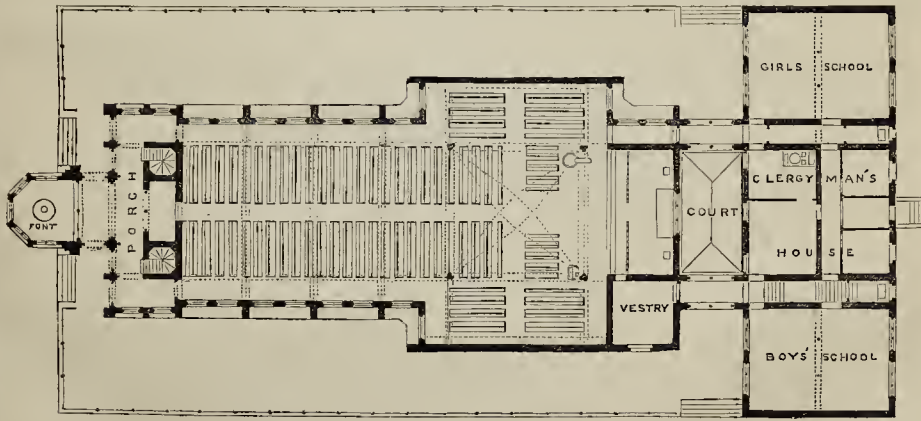 GIRLS SCHOOL
CLERGY MAN'S
PORCH
COURT
FONT
HOUSE
VESTRY
BOYS' SCHOOL